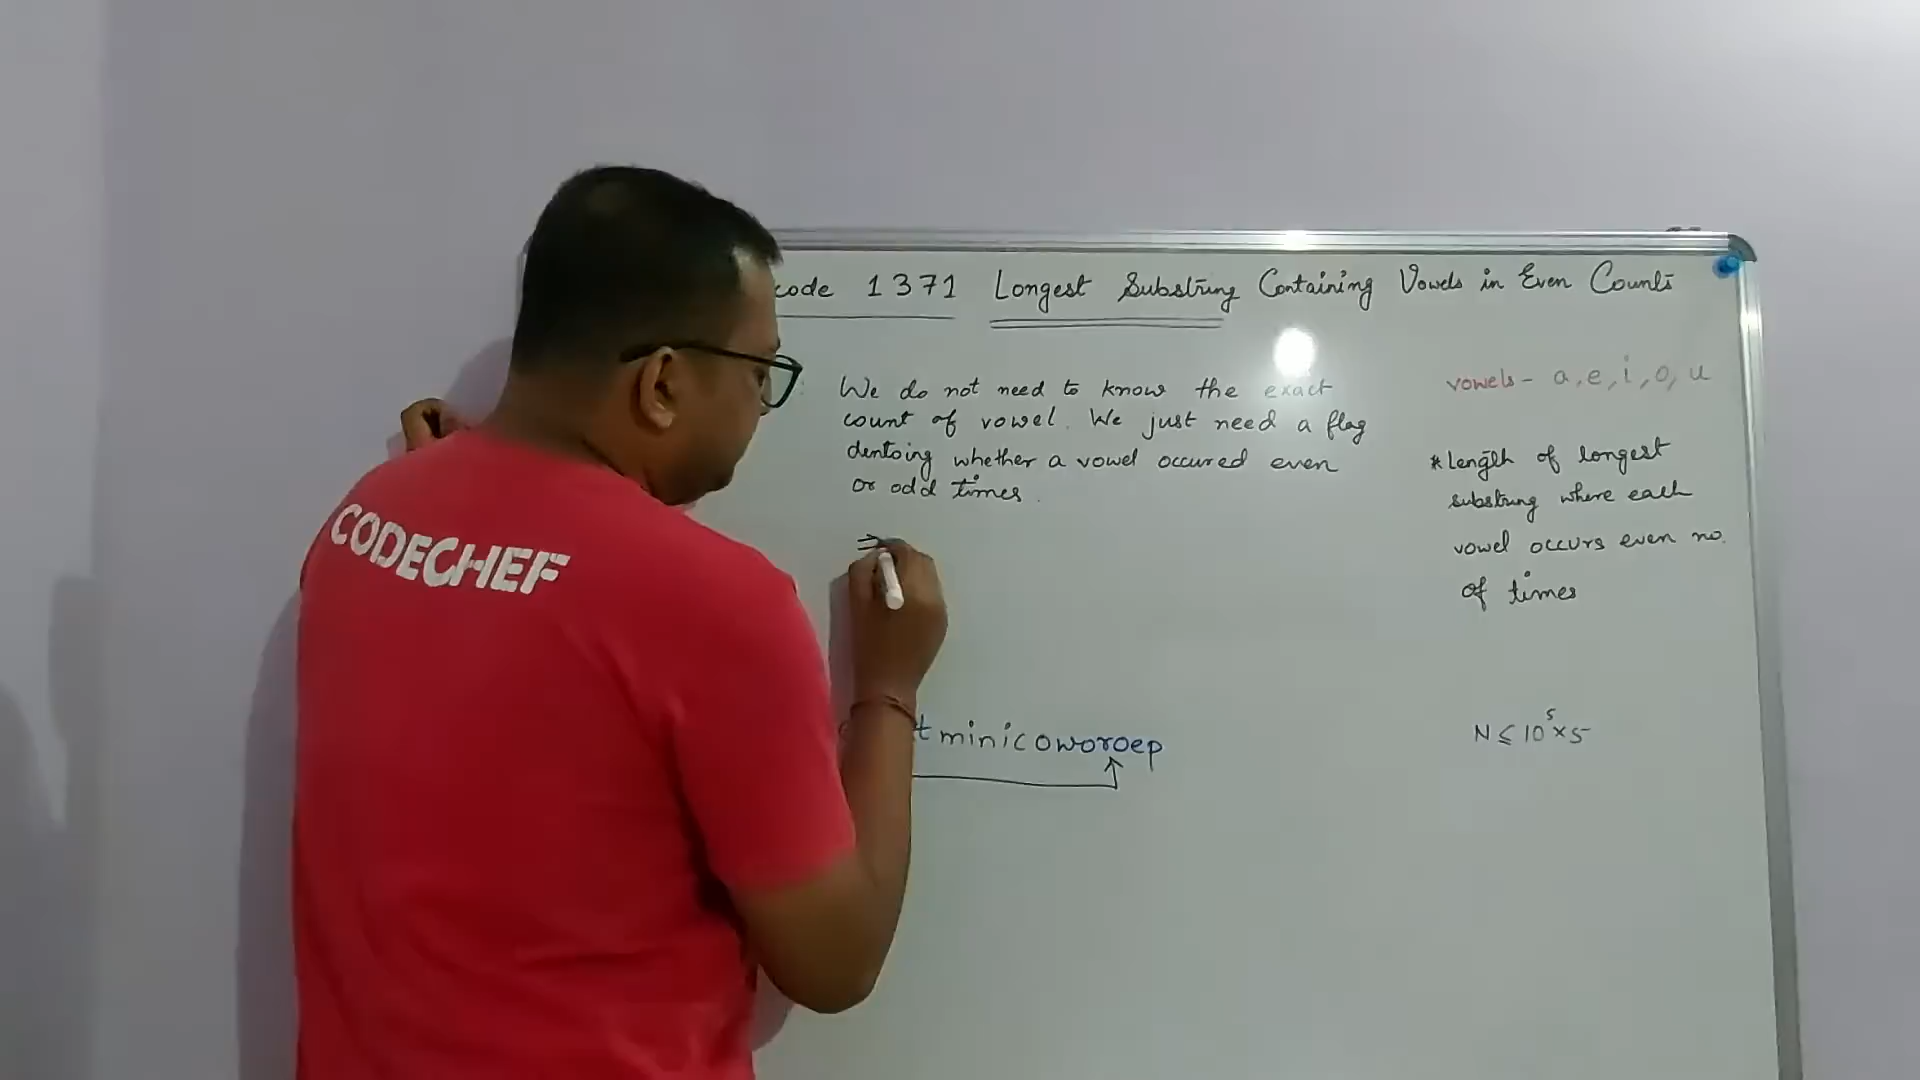 code 1371 Longest Substring Containing Vowels in Even Counts
We do not need to know the exact
count of vowel. We just need a flag
dentoing whether a vowel occured even
or odd times.
⇒
tminicoworoep
vowels - a, e, i, o, u
* Length of longest
substring where each
vowel occurs even no.
of times
N ≤ 10⁵ × 5
CODECHEF